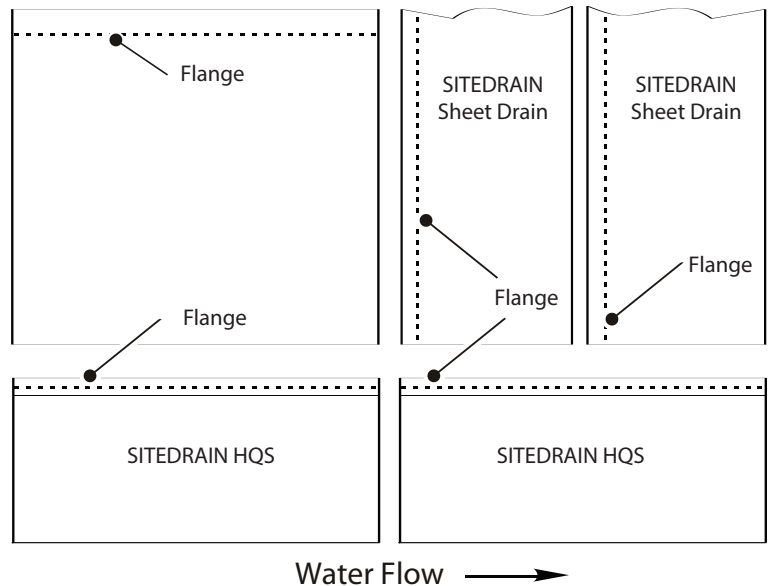 Flange
SITEDRAIN
Sheet Drain
SITEDRAIN
Sheet Drain
Flange
Flange
Flange
SITEDRAIN HQS
SITEDRAIN HQS
Water Flow